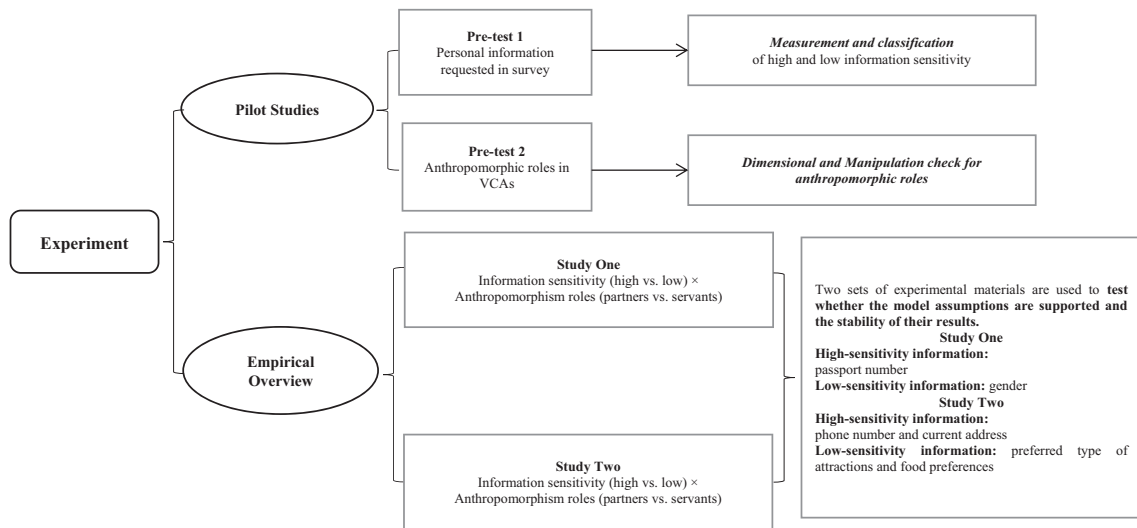 Pre-test 1
Personal information
requested in survey
Measurement and classification
of high and low information sensitivity
Pilot Studies
Pre-test 2
Anthropomorphic roles in
VCAs
Dimensional and Manipulation check for
anthropomorphic roles
Experiment
Study One
Information sensitivity (high vs. low) ×
Anthropomorphism roles (partners vs. servants)
Empirical
Overview
Study Two
Information sensitivity (high vs. low) ×
Anthropomorphism roles (partners vs. servants)
Two sets of experimental materials are used to test
whether the model assumptions are supported and
the stability of their results.
Study One
High-sensitivity information:
passport number
Low-sensitivity information: gender
Study Two
High-sensitivity information:
phone number and current address
Low-sensitivity information: preferred type of
attractions and food preferences